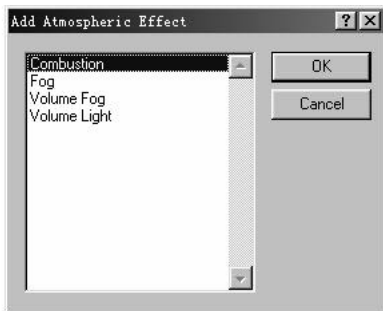 Add Atmospheric Effect
Combustion
Fog
Volume Fog
Volume Light
OK
Cancel